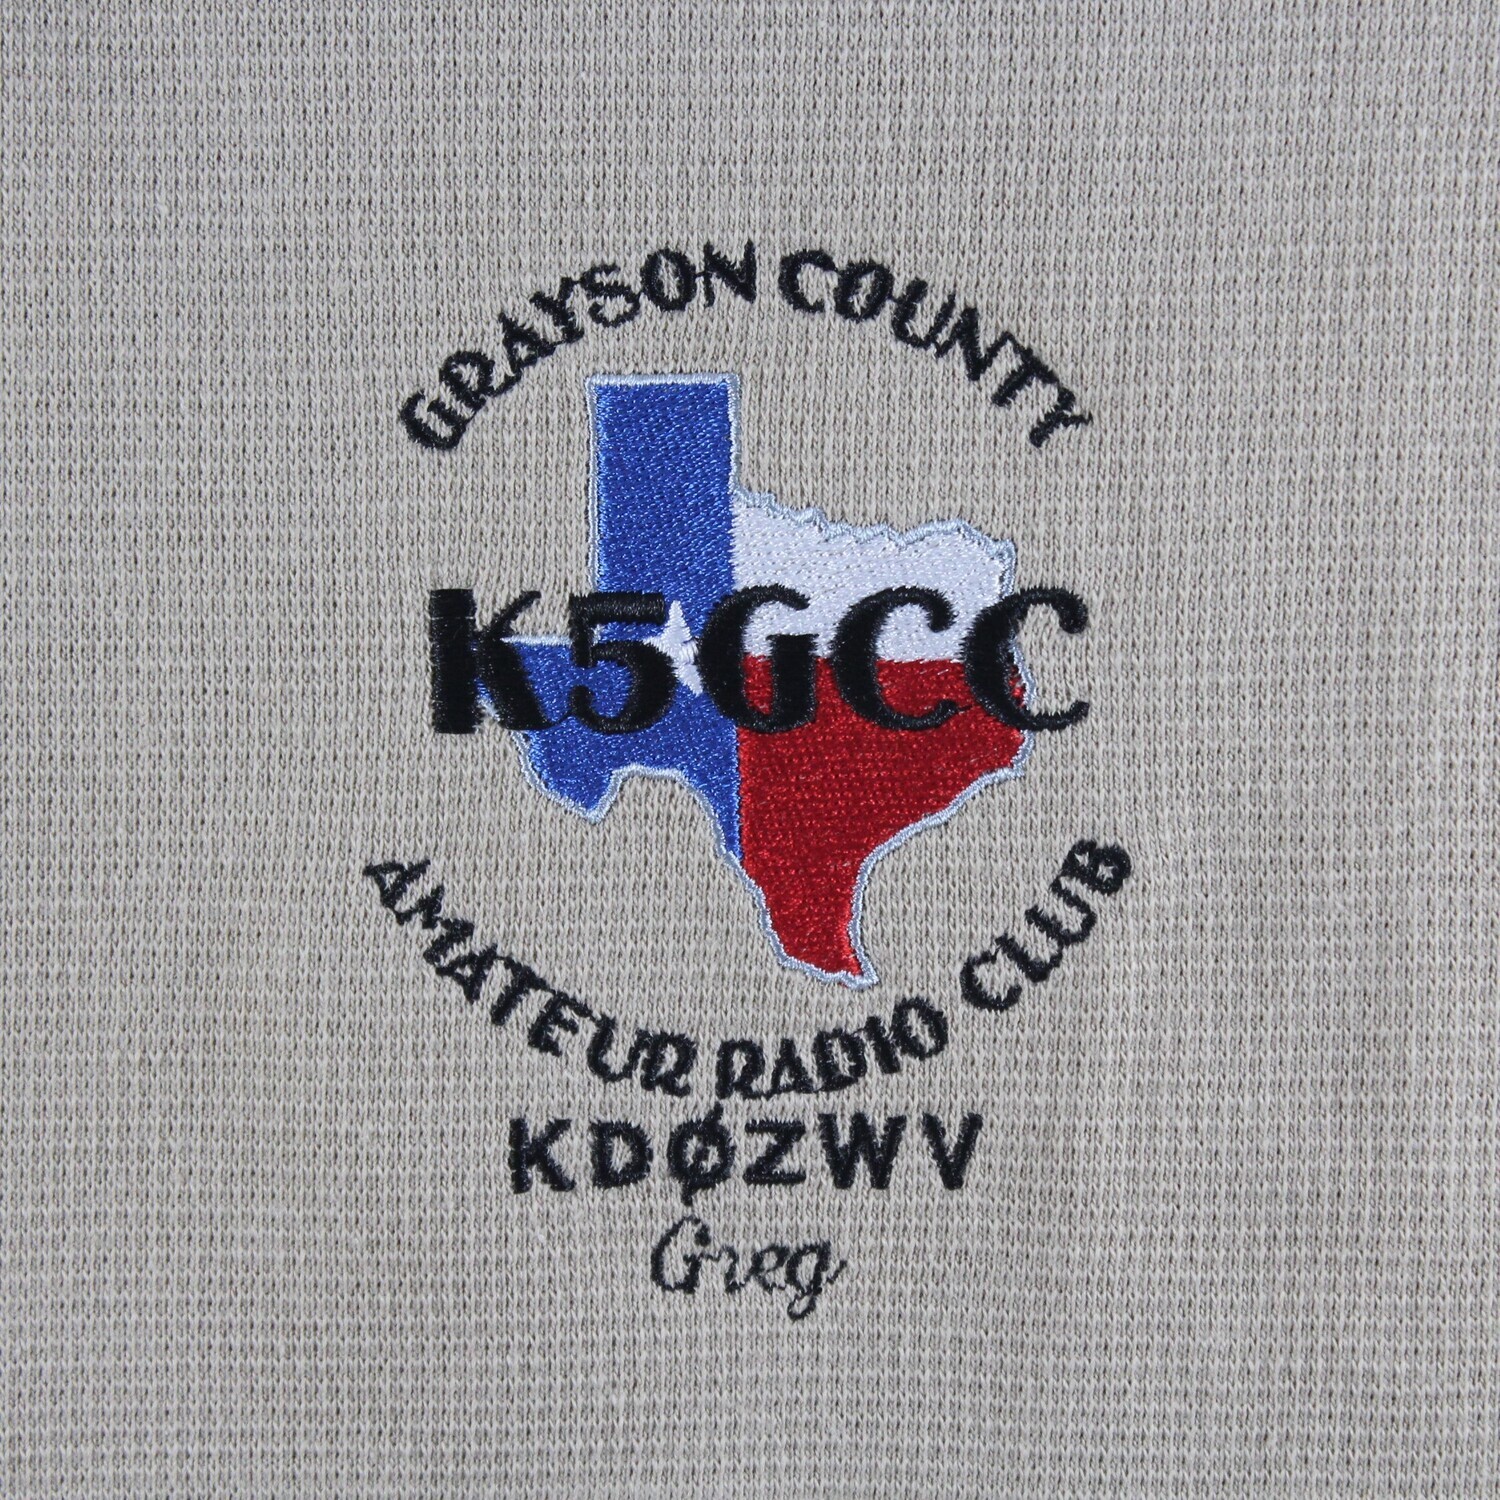 GRAYSON COUNTY
K5GCC
AMATEUR RADIO CLUB
KDØZWV
Greg